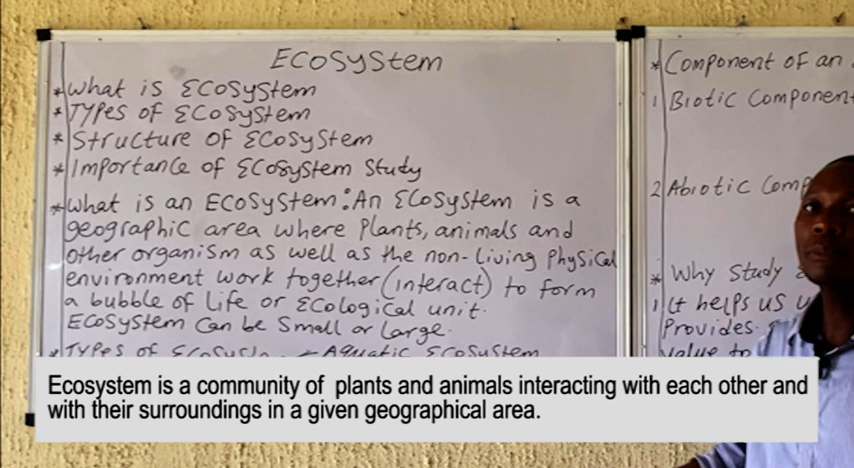 ECOSYSTEM
* What is Ecosystem
* Types of Ecosystem
* Structure of Ecosystem
* Importance of Ecosystem Study
* What is an Ecosystem: An Ecosystem is a
geographic area where Plants, animals and
other organism as well as the non-Living Physical
environment work together (interact) to form
a bubble of Life or Ecological unit.
Ecosystem Can be Small or Large.
* Types of Aquatic Ecosystem
* Component of an
1 Biotic Component
2 Abiotic Comp
* Why Study
1 It helps us
Provides
value to
Ecosystem is a community of plants and animals interacting with each other and
with their surroundings in a given geographical area.